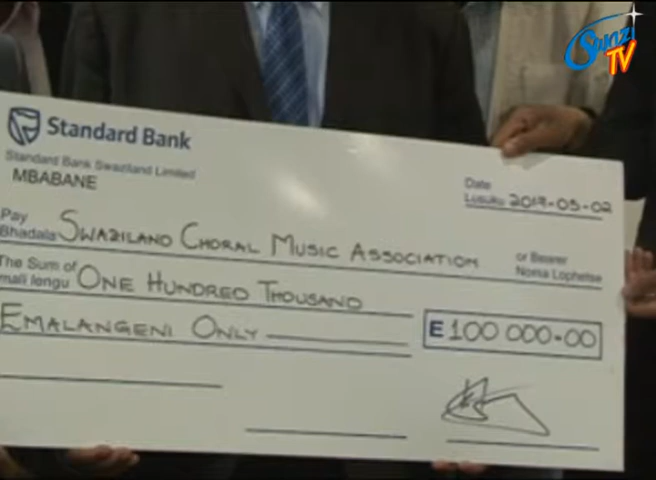 Swazi TV
Standard Bank
Standard Bank Swaziland Limited
MBABANE
Date
Lusuku 2017-05-02
Pay
Bhadala SWAZILAND CHORAL MUSIC ASSOCIATION
or Bearer
Noma Lophetse
The Sum of
mali lengu ONE HUNDRED THOUSAND
EMALANGENI ONLY
E100 000-00